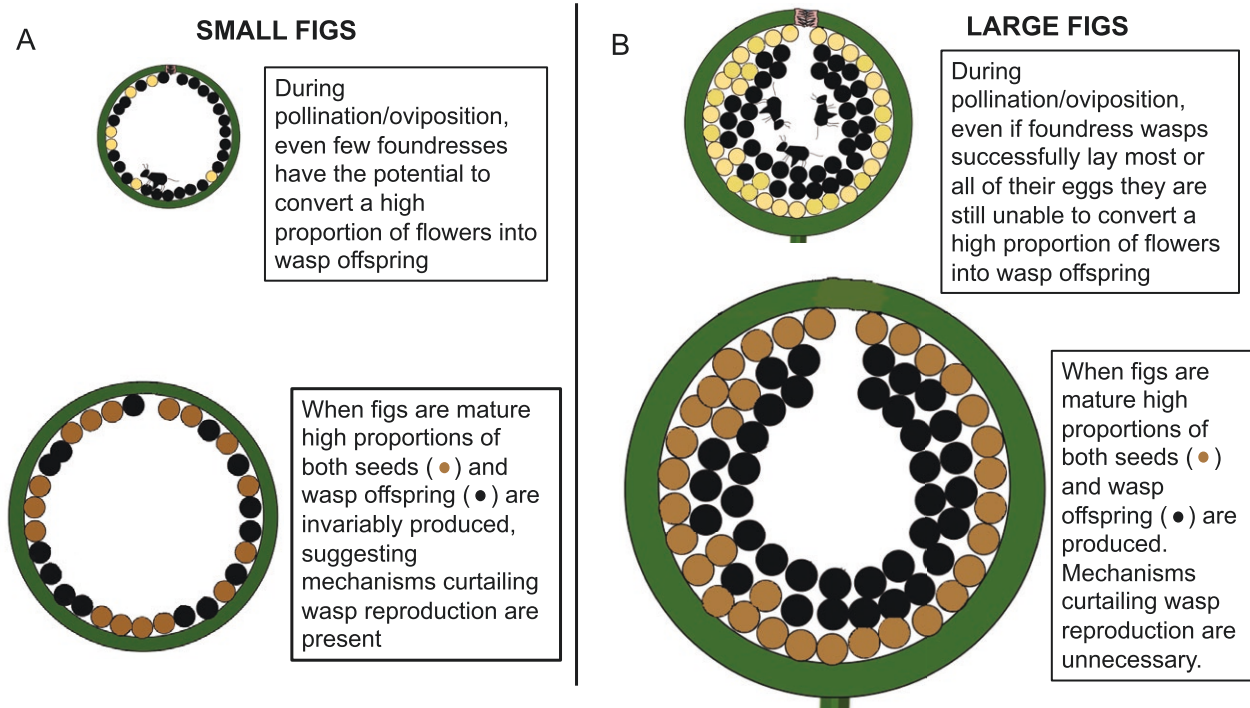 A
SMALL FIGS
During
pollination/oviposition,
even few foundresses
have the potential to
convert a high
proportion of flowers into
wasp offspring
When figs are mature
high proportions of
both seeds (●) and
wasp offspring (●) are
invariably produced,
suggesting
mechanisms curtailing
wasp reproduction are
present
B
LARGE FIGS
During
pollination/oviposition,
even if foundress wasps
successfully lay most or
all of their eggs they are
still unable to convert a
high proportion of flowers
into wasp offspring
When figs are
mature high
proportions of
both seeds (●)
and wasp
offspring (●) are
produced.
Mechanisms
curtailing wasp
reproduction are
unnecessary.